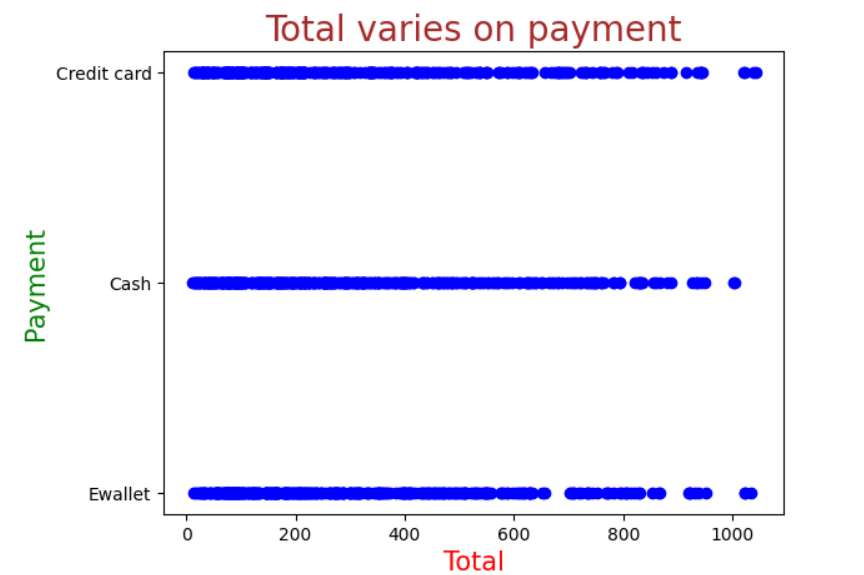 Total varies on payment
Credit card
Cash
Ewallet
Payment
0 200 400 600 800 1000
Total